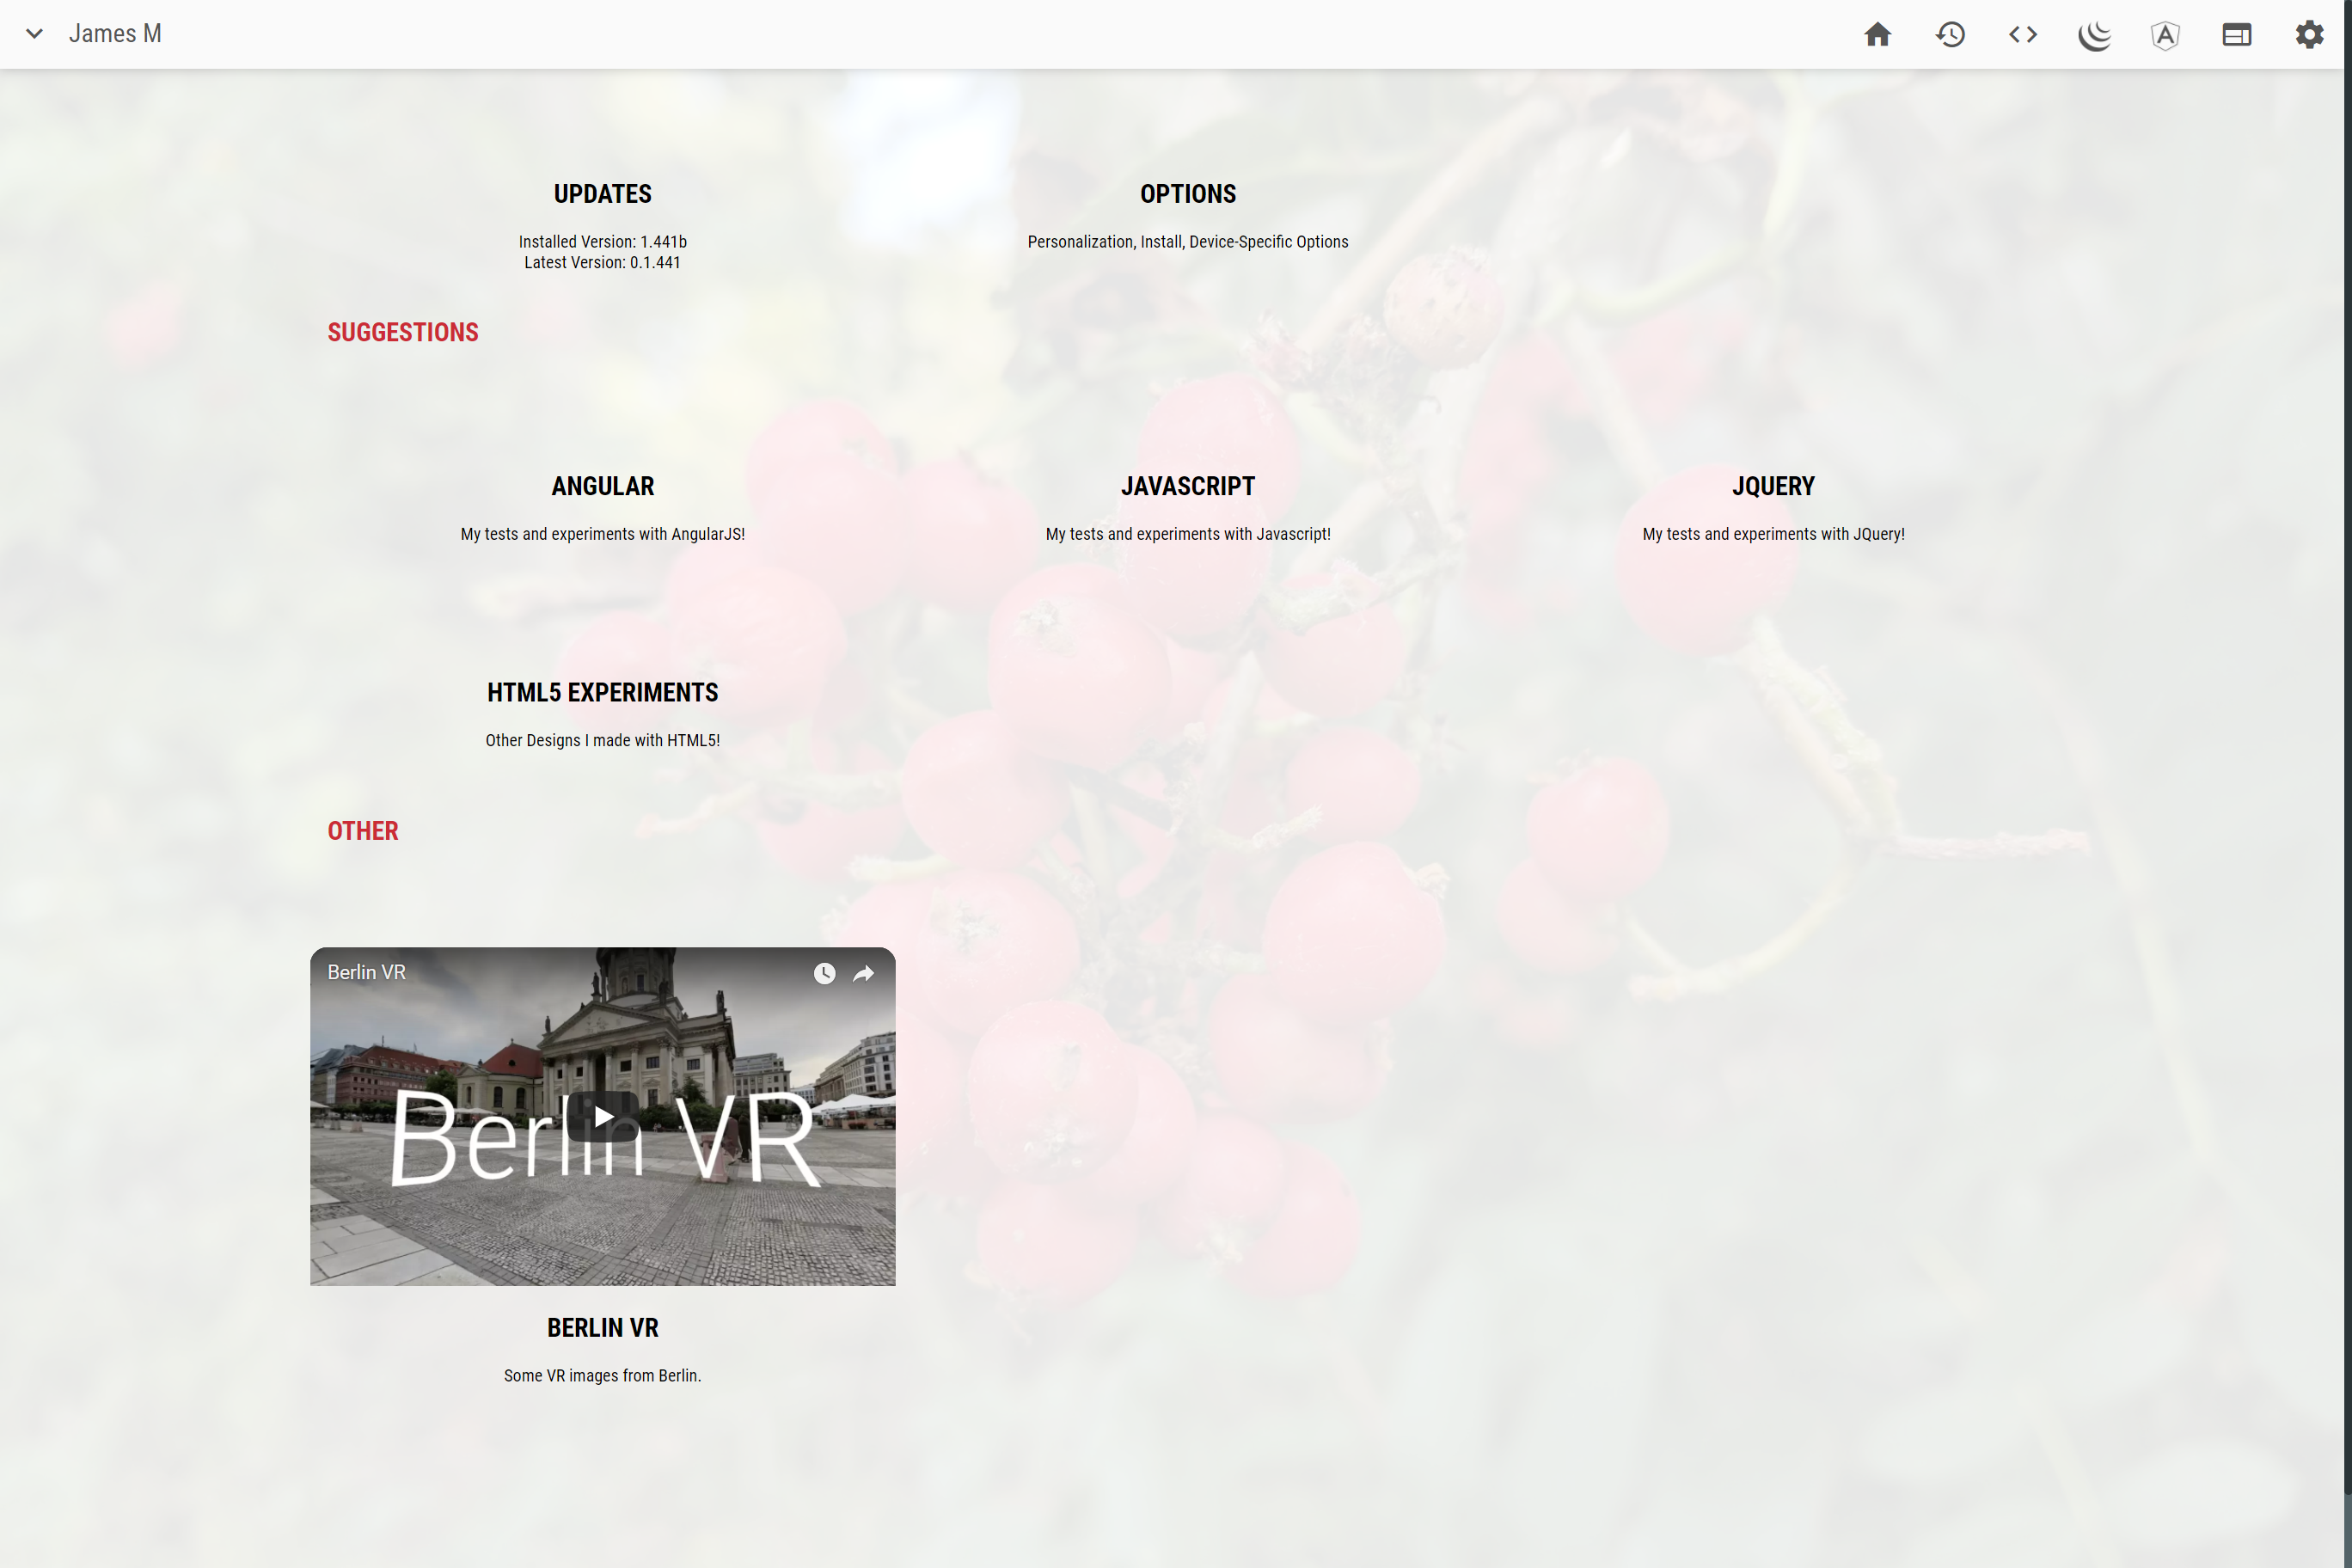 James M
UPDATES
Installed Version: 1.441b
Latest Version: 0.1.441
OPTIONS
Personalization, Install, Device-Specific Options
SUGGESTIONS
ANGULAR
My tests and experiments with AngularJS!
JAVASCRIPT
My tests and experiments with Javascript!
JQUERY
My tests and experiments with JQuery!
HTML5 EXPERIMENTS
Other Designs I made with HTML5!
OTHER
Berlin VR
Berlin VR
BERLIN VR
Some VR images from Berlin.